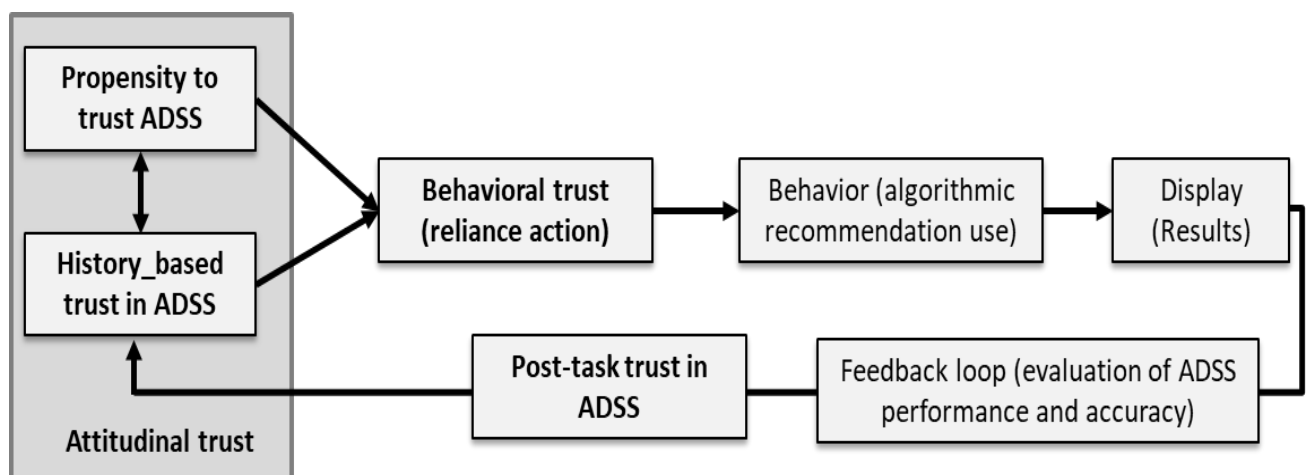 Propensity to
trust ADSS
History_based
trust in ADSS
Attitudinal trust
Behavioral trust
(reliance action)
Behavior (algorithmic
recommendation use)
Display
(Results)
Feedback loop (evaluation of ADSS
performance and accuracy)
Post-task trust in
ADSS